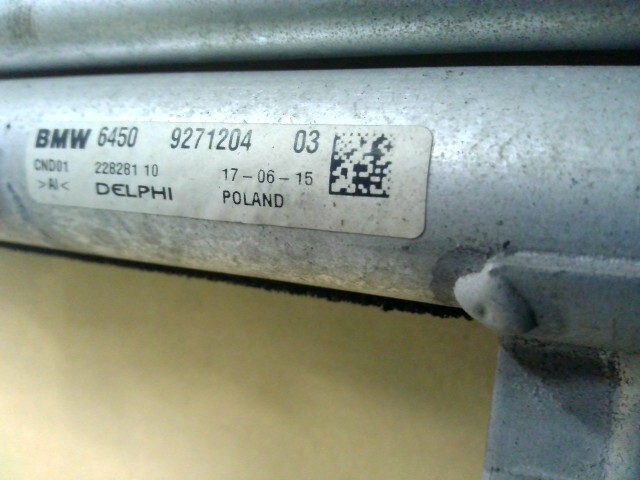 BMW 6450 9271204 03
CND01 228281 10 17-06-15
>Al< DELPHI POLAND